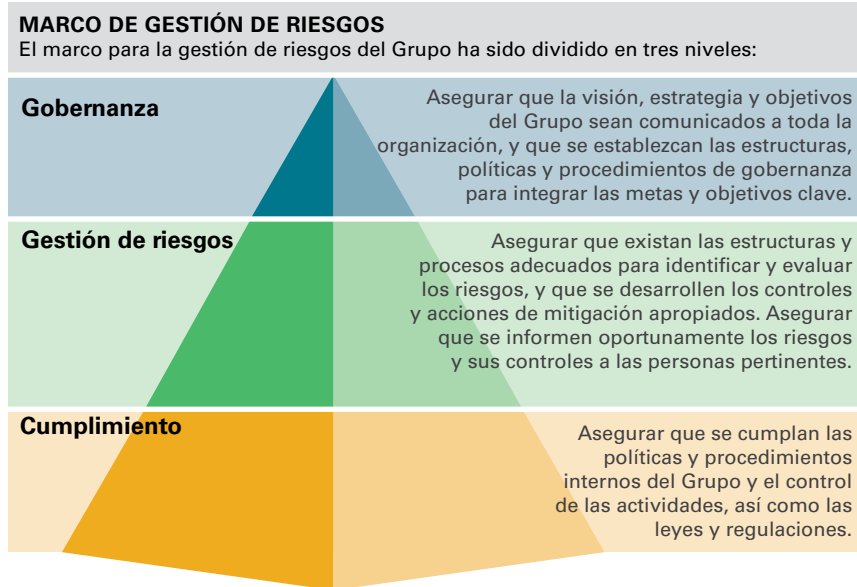 MARCO DE GESTIÓN DE RIESGOS
El marco para la gestión de riesgos del Grupo ha sido dividido en tres niveles:
Gobernanza
Asegurar que la visión, estrategia y objetivos
del Grupo sean comunicados a toda la
organización, y que se establezcan las estructuras,
políticas y procedimientos de gobernanza
para integrar las metas y objetivos clave.
Gestión de riesgos
Asegurar que existan las estructuras y
procesos adecuados para identificar y evaluar
los riesgos, y que se desarrollen los controles
y acciones de mitigación apropiados. Asegurar
que se informen oportunamente los riesgos
y sus controles a las personas pertinentes.
Cumplimiento
Asegurar que se cumplan las
políticas y procedimientos
internos del Grupo y el control
de las actividades, así como las
leyes y regulaciones.